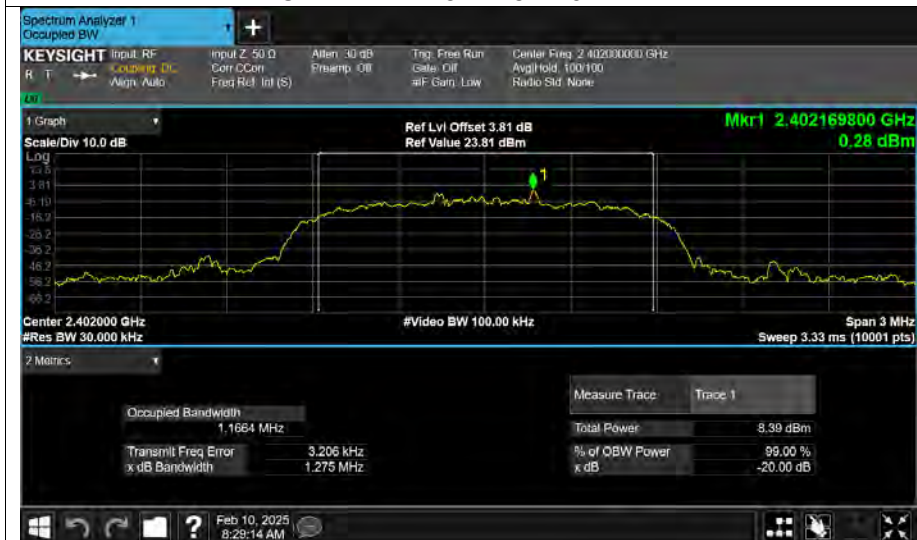 Spectrum Analyzer 1
Occupied BW
KEYSIGHT Input: RF Input Z: 50 Ω Atten: 30 dB Trig: Free Run Center Freq: 2.402000000 GHz
R T Coupling: DC Corr CCorr Preamp: Off Gate: Off Avg|Hold: 100/100
Align: Auto Freq Ref: Int (S) #IF Gain: Low Radio Std: None
1 Graph
Ref Lvl Offset 3.81 dB Mkr1 2.402169800 GHz
Scale/Div 10.0 dB Ref Value 23.81 dBm 0.28 dBm
Log
1
3.81
-6.19
-16.2
-26.2
-36.2
-46.2
-56.2
-66.2
Center 2.402000 GHz #Video BW 100.00 kHz Span 3 MHz
#Res BW 30.000 kHz Sweep 3.33 ms (10001 pts)
2 Metrics
Measure Trace Trace 1
Occupied Bandwidth
1.1664 MHz Total Power 8.39 dBm
Transmit Freq Error 3.206 kHz % of OBW Power 99.00 %
x dB Bandwidth 1.275 MHz x dB -20.00 dB
? Feb 10, 2025
8:29:14 AM